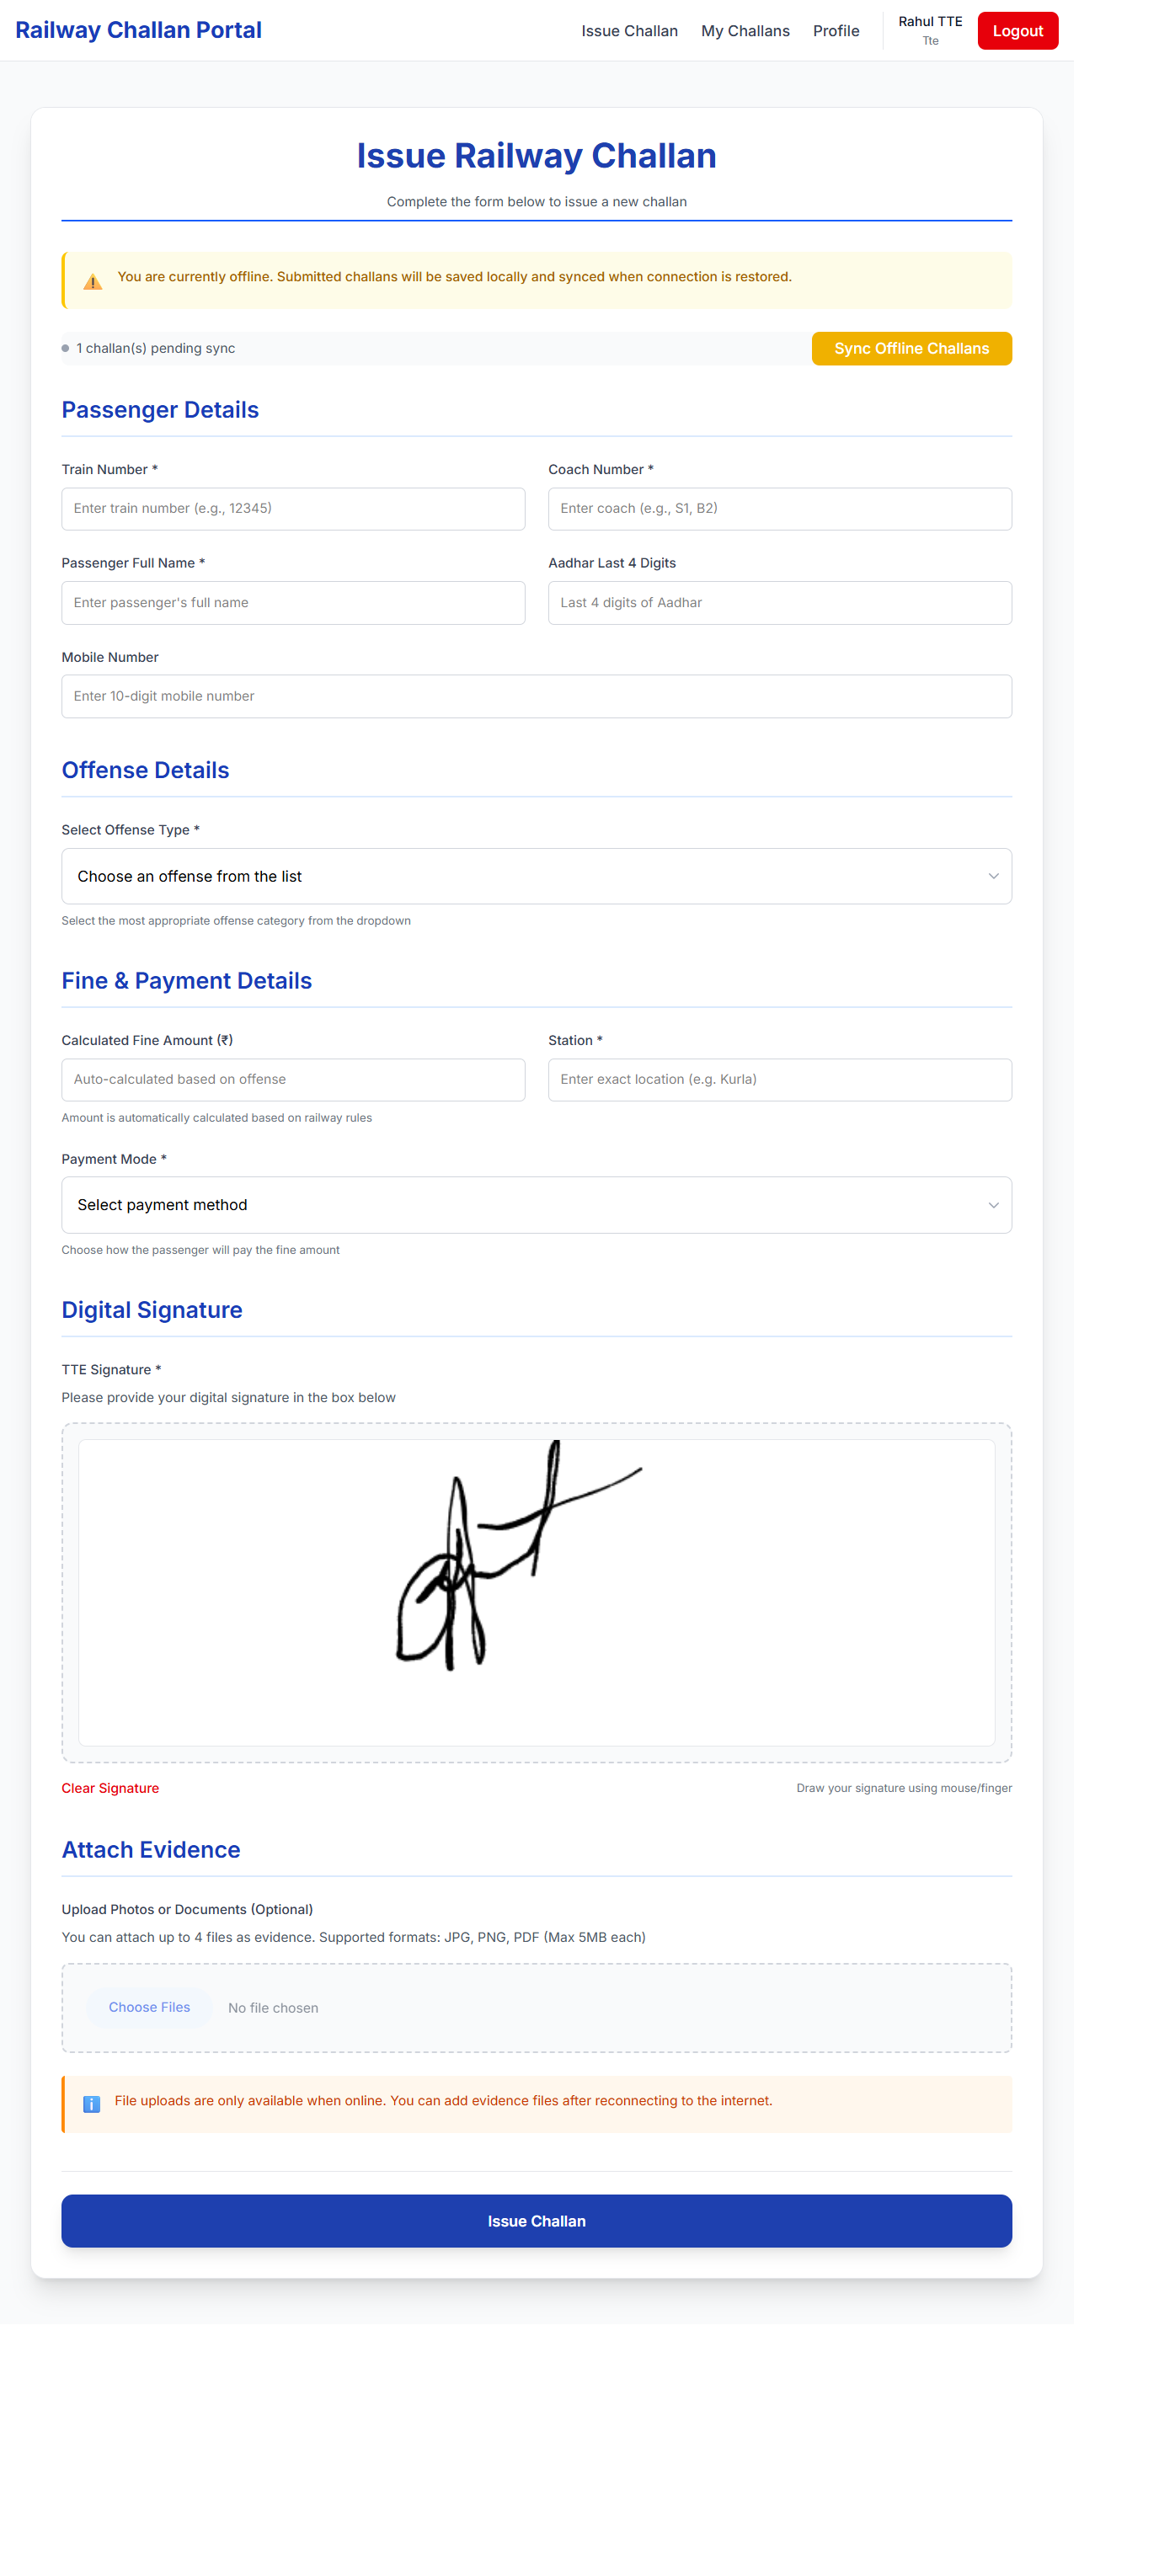 Railway Challan Portal
Issue Challan My Challans Profile
Rahul TTE
Tte
Logout
Issue Railway Challan
Complete the form below to issue a new challan
You are currently offline. Submitted challans will be saved locally and synced when connection is restored.
1 challan(s) pending sync
Sync Offline Challans
Passenger Details
Train Number * Coach Number *
Enter train number (e.g., 12345) Enter coach (e.g., S1, B2)
Passenger Full Name * Aadhar Last 4 Digits
Enter passenger's full name Last 4 digits of Aadhar
Mobile Number
Enter 10-digit mobile number
Offense Details
Select Offense Type *
Choose an offense from the list
Select the most appropriate offense category from the dropdown
Fine & Payment Details
Calculated Fine Amount (₹) Station *
Auto-calculated based on offense Enter exact location (e.g. Kurla)
Amount is automatically calculated based on railway rules
Payment Mode *
Select payment method
Choose how the passenger will pay the fine amount
Digital Signature
TTE Signature *
Please provide your digital signature in the box below
Clear Signature Draw your signature using mouse/finger
Attach Evidence
Upload Photos or Documents (Optional)
You can attach up to 4 files as evidence. Supported formats: JPG, PNG, PDF (Max 5MB each)
Choose Files No file chosen
File uploads are only available when online. You can add evidence files after reconnecting to the internet.
Issue Challan